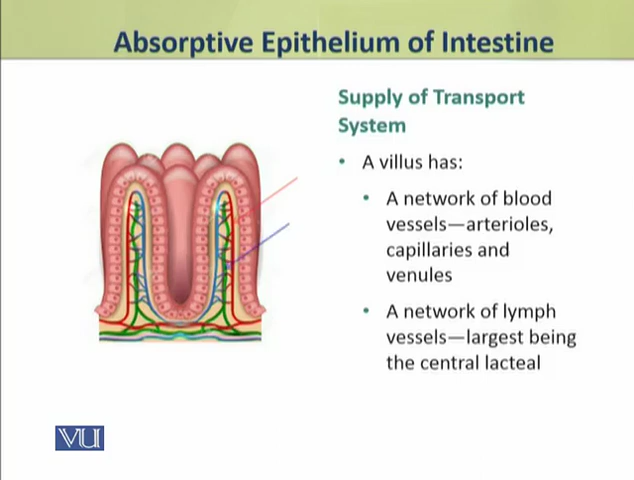 Absorptive Epithelium of Intestine
Supply of Transport
System
• A villus has:
• A network of blood
vessels—arterioles,
capillaries and
venules
• A network of lymph
vessels—largest being
the central lacteal
VU